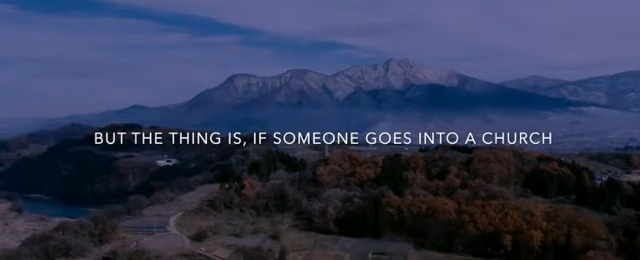 BUT THE THING IS, IF SOMEONE GOES INTO A CHURCH